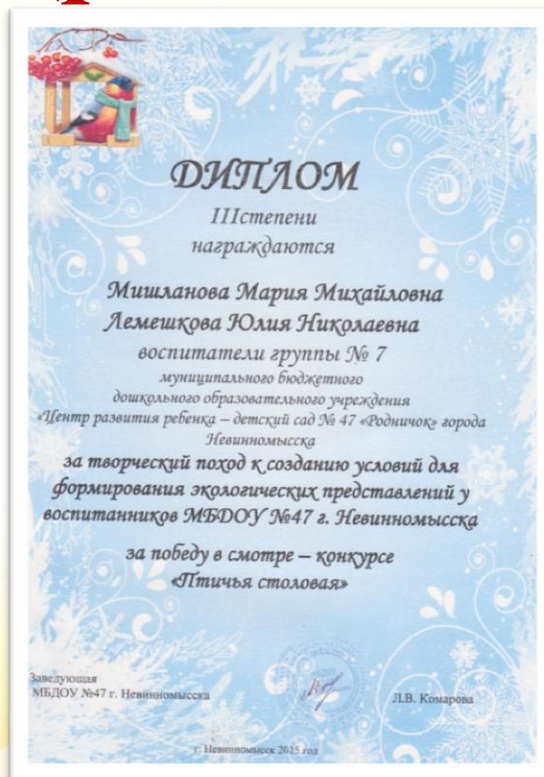 ДИПЛОМ
IIIстепени
награждаются
Мишланова Мария Михайловна
Лемешкова Юлия Николаевна
воспитатели группы № 7
муниципального бюджетного
дошкольного образовательного учреждения
«Центр развития ребенка – детский сад № 47 «Родничок» города
Невинномысска
за творческий поход к созданию условий для
формирования экологических представлений у
воспитанников МБДОУ №47 г. Невинномысска
за победу в смотре – конкурсе
«Птичья столовая»
Заведующая
МБДОУ №47 г. Невинномысска Л.В. Комарова
г. Невинномысск 2015 год